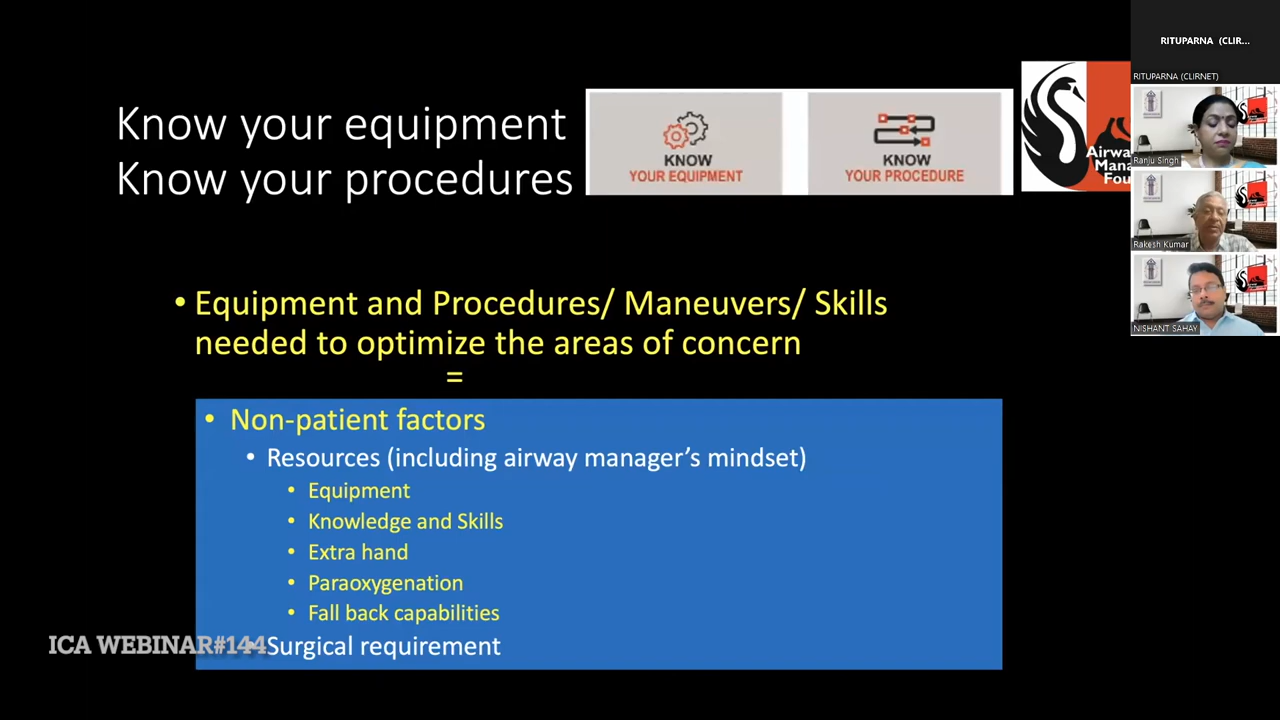 Know your equipment
Know your procedures
KNOW
YOUR EQUIPMENT
KNOW
YOUR PROCEDURE
Airway
Mana
Fou
RITUPARNA (CLIR...
RITUPARNA (CLIRNET)
Ranju Singh
Rakesh Kumar
NISHANT SAHAY
• Equipment and Procedures/ Maneuvers/ Skills
needed to optimize the areas of concern
=
• Non-patient factors
• Resources (including airway manager’s mindset)
• Equipment
• Knowledge and Skills
• Extra hand
• Paraoxygenation
• Fall back capabilities
• Surgical requirement
ICA WEBINAR#144